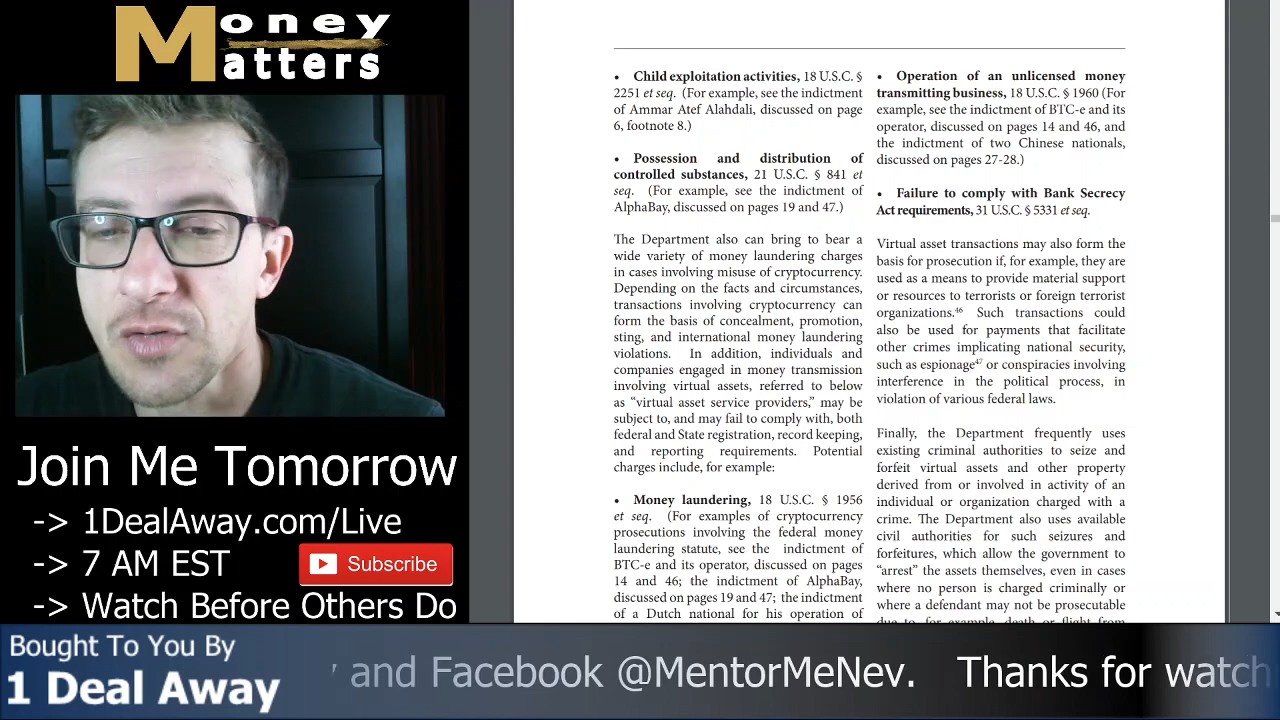 Money
Matters
Join Me Tomorrow
-> 1DealAway.com/Live
-> 7 AM EST
Subscribe
-> Watch Before Others Do
• Child exploitation activities, 18 U.S.C. §
2251 et seq. (For example, see the indictment
of Ammar Atef Alahdali, discussed on page
6, footnote 8.)
• Possession and distribution of
controlled substances, 21 U.S.C. § 841 et
seq. (For example, see the indictment of
AlphaBay, discussed on pages 19 and 47.)
The Department also can bring to bear a
wide variety of money laundering charges
in cases involving misuse of cryptocurrency.
Depending on the facts and circumstances,
transactions involving cryptocurrency can
form the basis of concealment, promotion,
sting, and international money laundering
violations. In addition, individuals and
companies engaged in money transmission
involving virtual assets, referred to below
as “virtual asset service providers,” may be
subject to, and may fail to comply with, both
federal and State registration, record keeping,
and reporting requirements. Potential
charges include, for example:
• Money laundering, 18 U.S.C. § 1956
et seq. (For examples of cryptocurrency
prosecutions involving the federal money
laundering statute, see the indictment of
BTC-e and its operator, discussed on pages
14 and 46; the indictment of AlphaBay,
discussed on pages 19 and 47; the indictment
of a Dutch national for his operation of
• Operation of an unlicensed money
transmitting business, 18 U.S.C. § 1960 (For
example, see the indictment of BTC-e and its
operator, discussed on pages 14 and 46, and
the indictment of two Chinese nationals,
discussed on pages 27-28.)
• Failure to comply with Bank Secrecy
Act requirements, 31 U.S.C. § 5331 et seq.
Virtual asset transactions may also form the
basis for prosecution if, for example, they are
used as a means to provide material support
or resources to terrorists or foreign terrorist
organizations.46 Such transactions could
also be used for payments that facilitate
other crimes implicating national security,
such as espionage47 or conspiracies involving
interference in the political process, in
violation of various federal laws.
Finally, the Department frequently uses
existing criminal authorities to seize and
forfeit virtual assets and other property
derived from or involved in activity of an
individual or organization charged with a
crime. The Department also uses available
civil authorities for such seizures and
forfeitures, which allow the government to
“arrest” the assets themselves, even in cases
where no person is charged criminally or
where a defendant may not be prosecutable
due to, for example, death or flight from
Bought To You By
1 Deal Away
and Facebook @MentorMeNev. Thanks for watch